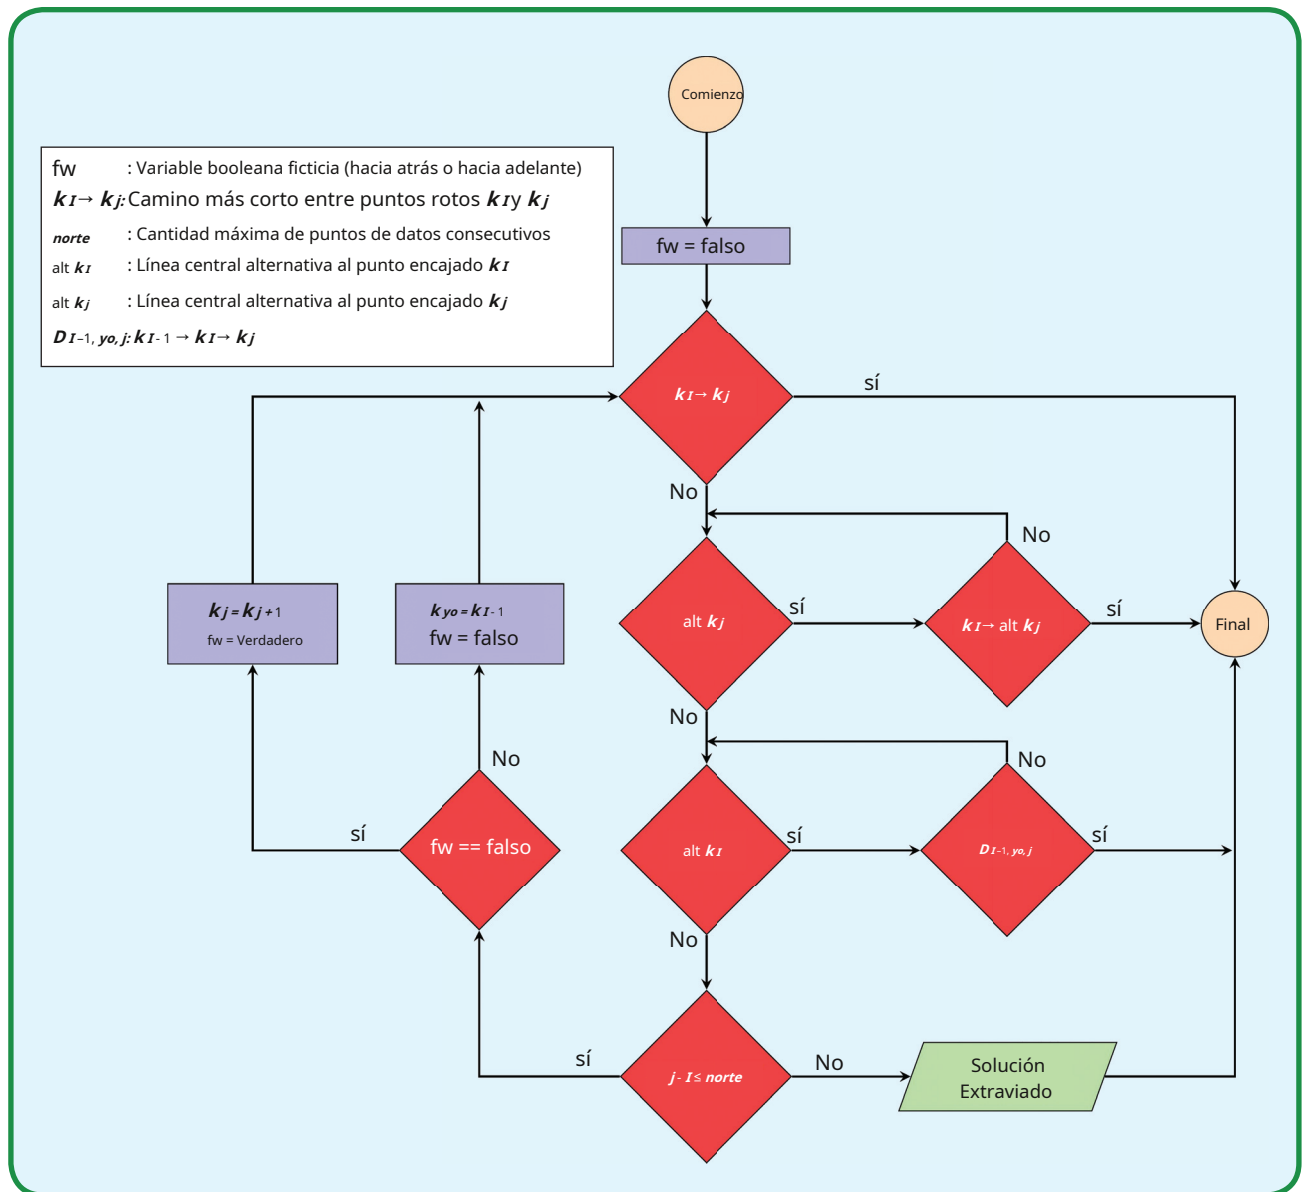 Comienzo
fw : Variable booleana ficticia (hacia atrás o hacia adelante)
k I → k j: Camino más corto entre puntos rotos k I y k j
norte : Cantidad máxima de puntos de datos consecutivos
alt k I : Línea central alternativa al punto encajado k I
alt k j : Línea central alternativa al punto encajado k j
D I −1, yo, j: k I - 1 → k I → k j
fw = falso
k I → k j
sí
No
No
k j = k j + 1
fw = Verdadero
k yo = k I - 1
fw = falso
alt k j
sí
k I → alt k j
sí
Final
No
No
No
sí
fw == falso
alt k I
sí
D I −1, yo, j
sí
No
sí
j - I ≤ norte
No
Solución
Extraviado